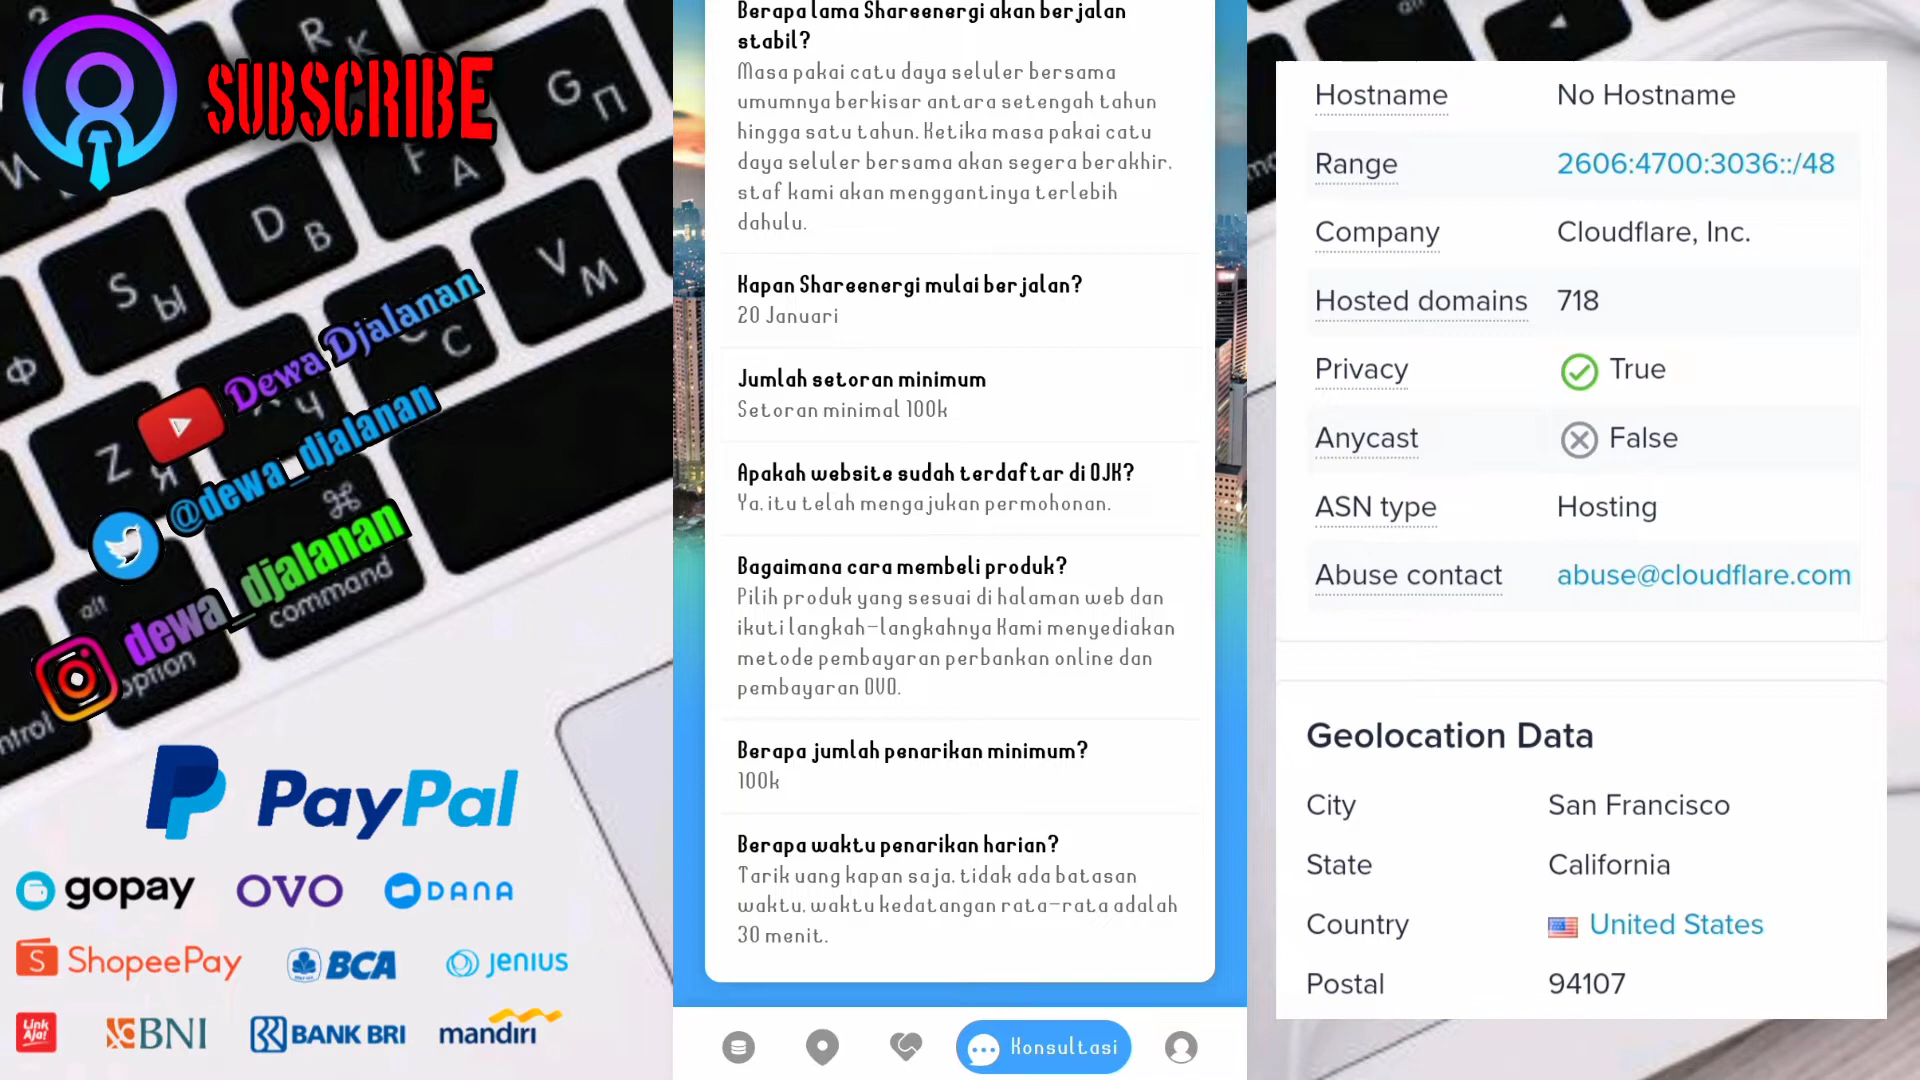 SUBSCRIBE
Dewa Djalanan
@dewa_djalanan
dewa_djalanan
R
K
G
П
F
A
D
B
S
Ы
V
M
C
Ф
Z
Я
Ч
alt
⌘
command
option
ntrol
PayPal
gopay
OVO
DANA
ShopeePay
BCA
jenius
Link
Aja!
BNI
BANK BRI
mandiri
Berapa lama Shareenergi akan berjalan
stabil?
Masa pakai catu daya seluler bersama
umumnya berkisar antara setengah tahun
hingga satu tahun. Ketika masa pakai catu
daya seluler bersama akan segera berakhir,
staf kami akan menggantinya terlebih
dahulu.
Kapan Shareenergi mulai berjalan?
20 Januari
Jumlah setoran minimum
Setoran minimal 100k
Apakah website sudah terdaftar di OJK?
Ya, itu telah mengajukan permohonan.
Bagaimana cara membeli produk?
Pilih produk yang sesuai di halaman web dan
ikuti langkah-langkahnya Kami menyediakan
metode pembayaran perbankan online dan
pembayaran OVO.
Berapa jumlah penarikan minimum?
100k
Berapa waktu penarikan harian?
Tarik uang kapan saja, tidak ada batasan
waktu, waktu kedatangan rata-rata adalah
30 menit.
Konsultasi
Hostname No Hostname
Range 2606:4700:3036::/48
Company Cloudflare, Inc.
Hosted domains 718
Privacy True
Anycast False
ASN type Hosting
Abuse contact abuse@cloudflare.com
Geolocation Data
City San Francisco
State California
Country United States
Postal 94107